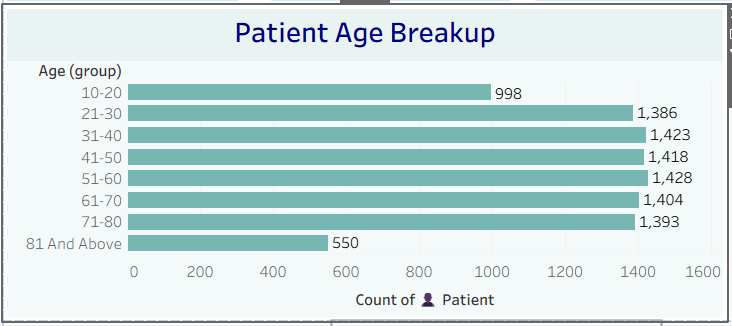 Patient Age Breakup
Age (group)
10-20 998
21-30 1,386
31-40 1,423
41-50 1,418
51-60 1,428
61-70 1,404
71-80 1,393
81 And Above 550
0 200 400 600 800 1000 1200 1400 1600
Count of Patient